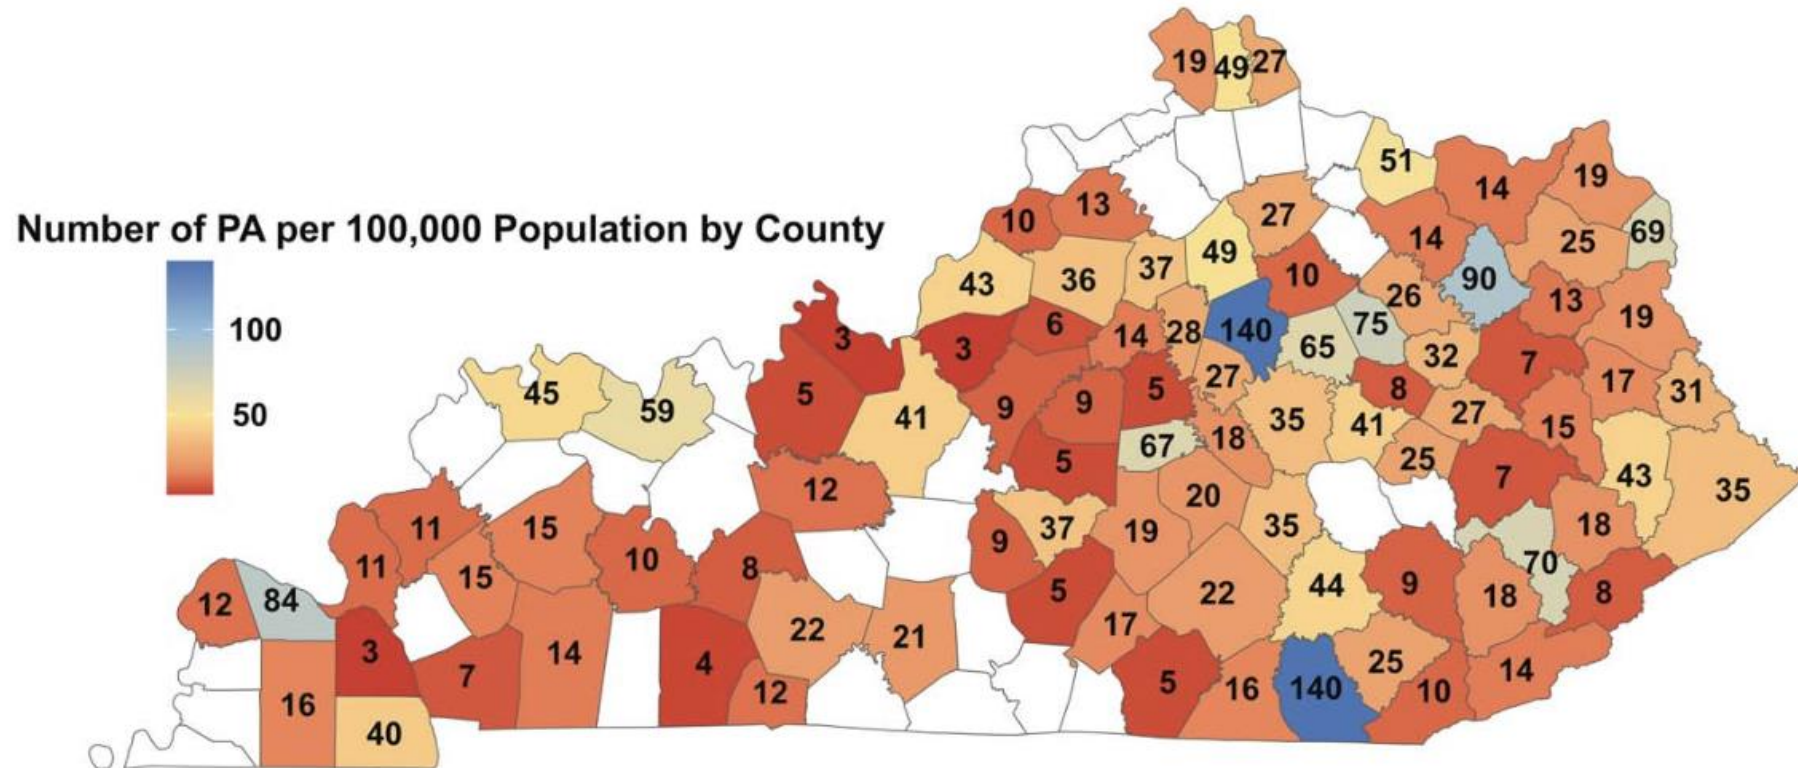 19 49 27
51
14 19
10 13 27 14 25 69
Number of PA per 100,000 Population by County
43 36 37 49 10 26 90 13 19
100
3 3 6 14 28 140 65 75 32 7
50
45 59 5 41 9 9 5 27 35 8 41 27 15 17 31
5 67 18 25 7 43 35
12 20
11 15 9 37 19 35 18
11 15 10 8 5 22 44 9 18 70 8
12 84
3 7 14 4 22 21 17 25 14
16 12 5 16 140 10
40